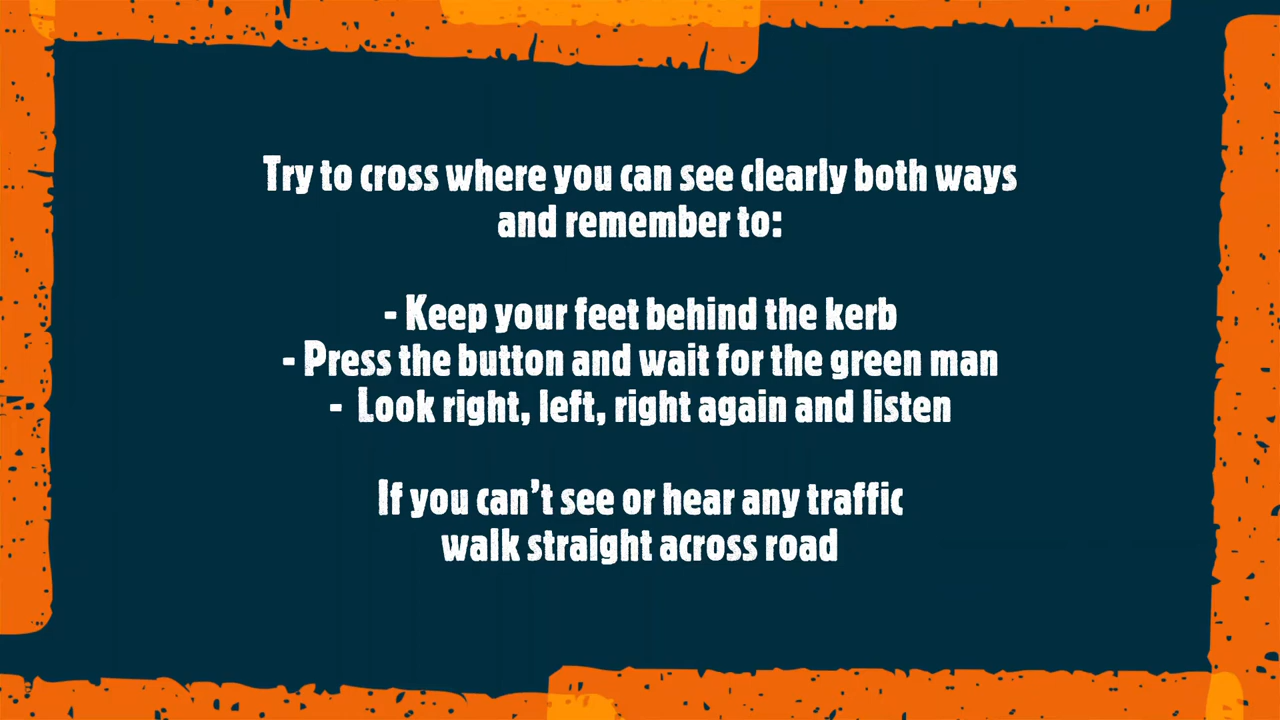 Try to cross where you can see clearly both ways
and remember to:
- Keep your feet behind the kerb
- Press the button and wait for the green man
- Look right, left, right again and listen
If you can't see or hear any traffic
walk straight across road